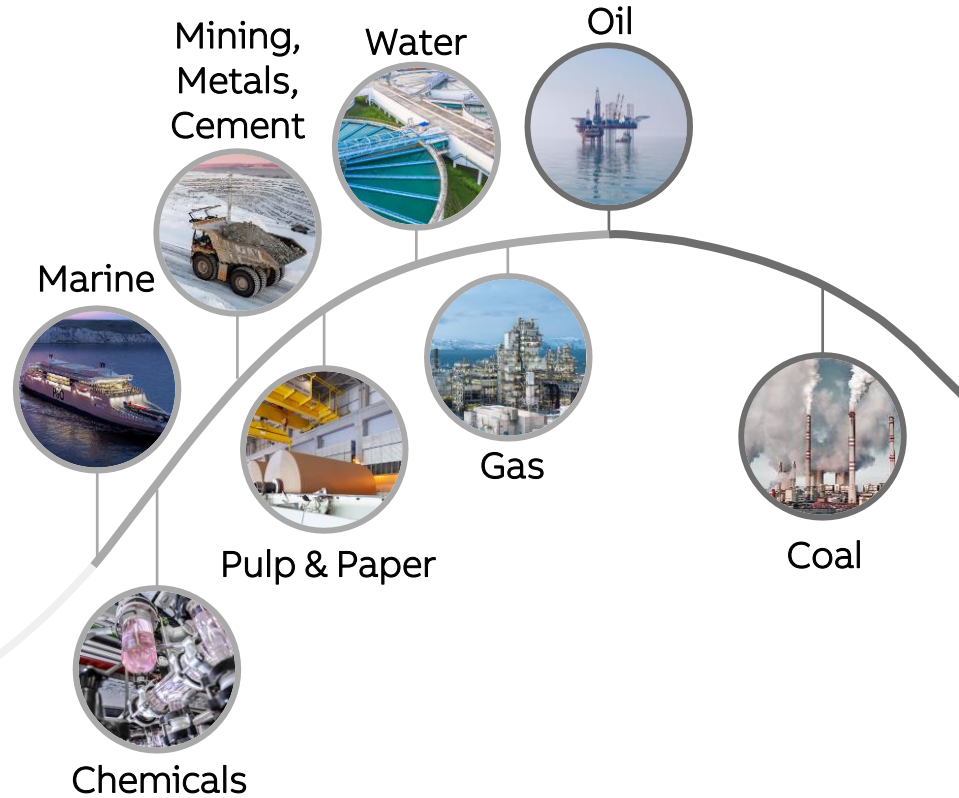 Mining,
Metals,
Cement
Water
Oil
Marine
P&O
Gas
Pulp & Paper
Coal
Chemicals